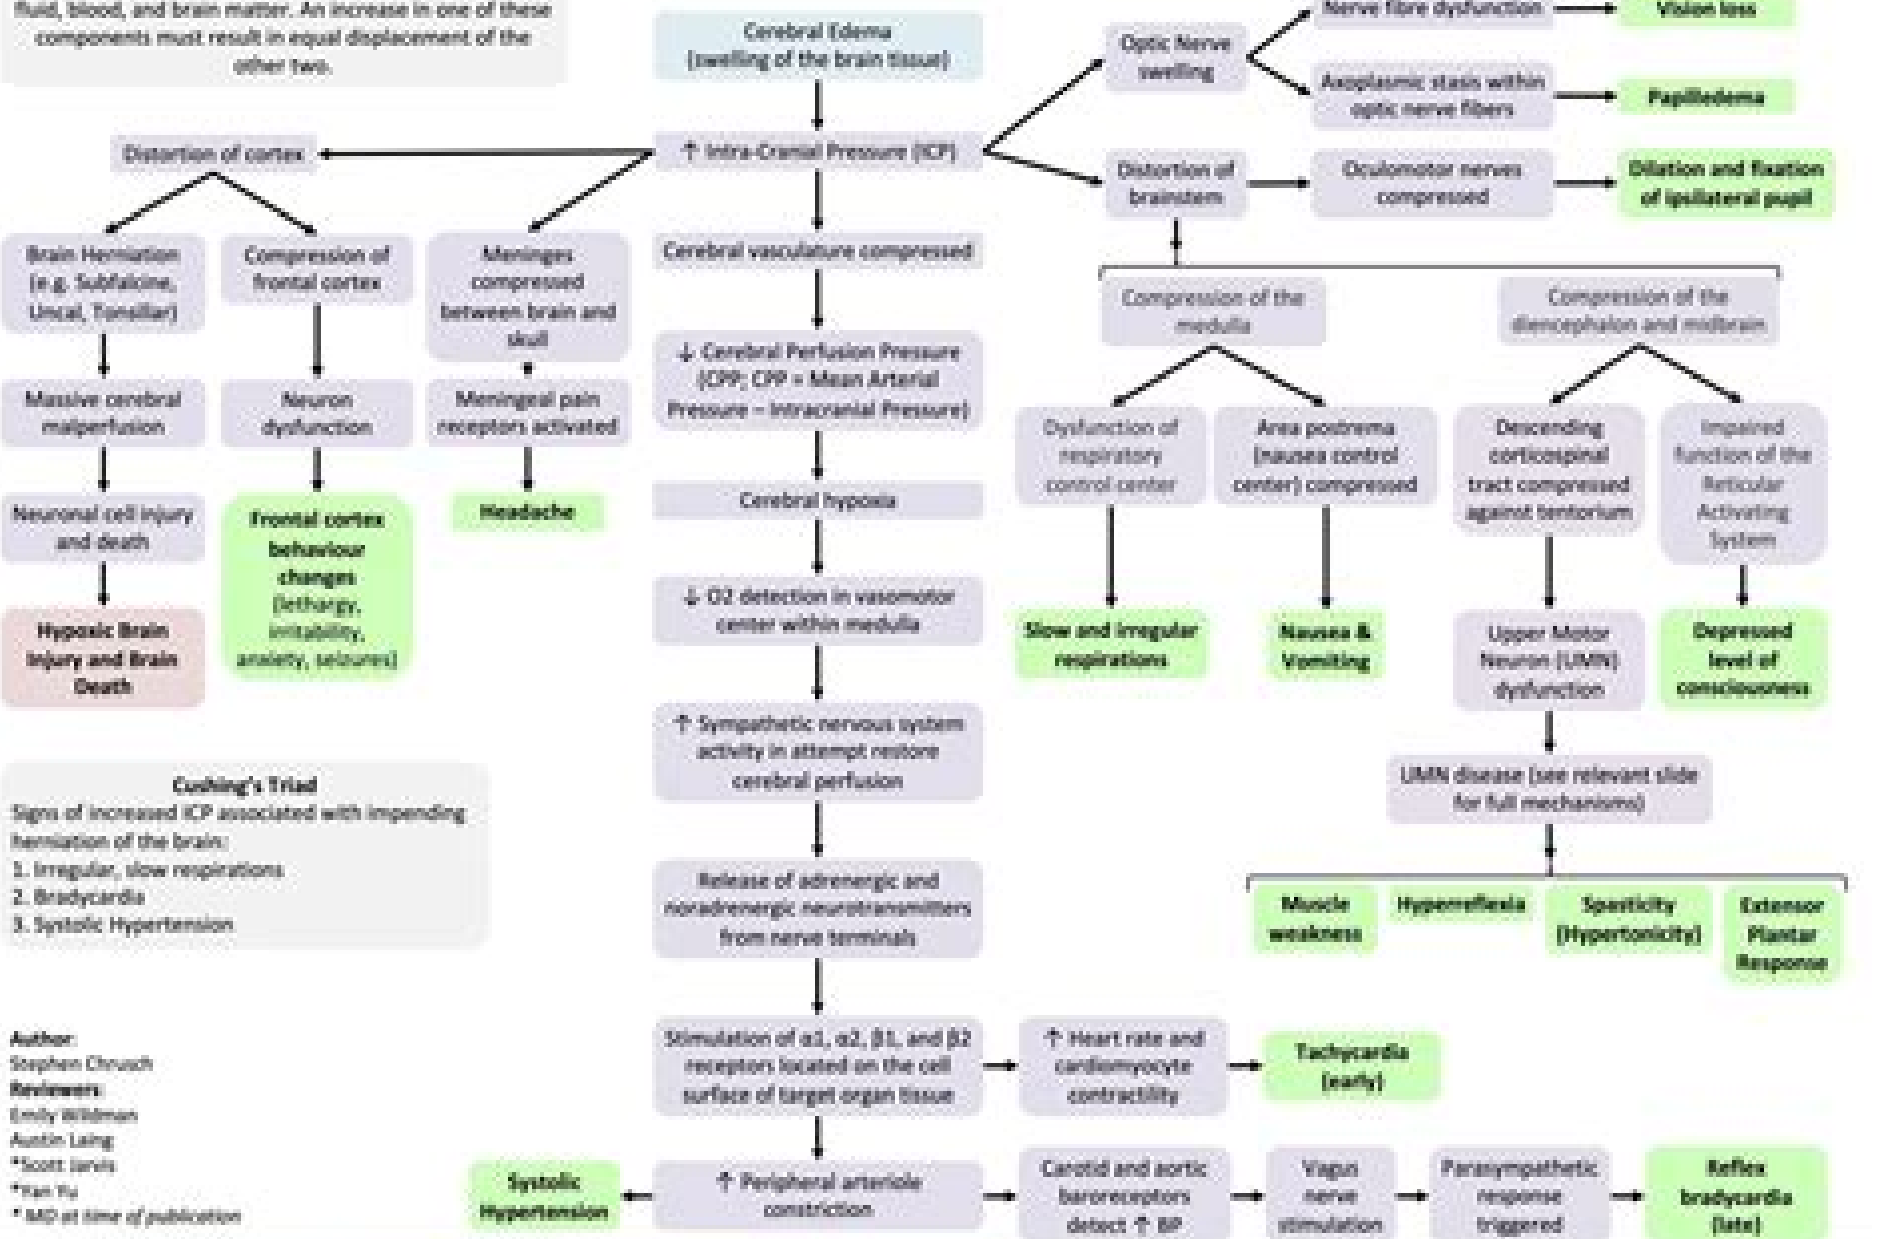 fluid, blood, and brain matter. An increase in one of these
components must result in equal displacement of the
other two.
Cerebral Edema
(swelling of the brain tissue)
Optic Nerve
swelling
Nerve fibre dysfunction
Vision loss
Axoplasmic stasis within
optic nerve fibers
Papilledema
Distortion of cortex
↑ Intra-Cranial Pressure (ICP)
Distortion of
brainstem
Oculomotor nerves
compressed
Dilation and fixation
of ipsilateral pupil
Brain Herniation
(e.g. Subfalcine,
Uncal, Tonsillar)
Compression of
frontal cortex
Meninges
compressed
between brain and
skull
Cerebral vasculature compressed
Compression of the
medulla
Compression of the
diencephalon and midbrain
↓ Cerebral Perfusion Pressure
(CPP; CPP = Mean Arterial
Pressure – Intracranial Pressure)
Massive cerebral
malperfusion
Neuron
dysfunction
Meningeal pain
receptors activated
Dysfunction of
respiratory
control center
Area postrema
(nausea control
center) compressed
Descending
corticospinal
tract compressed
against tentorium
Impaired
function of the
Reticular
Activating
System
Neuronal cell injury
and death
Frontal cortex
behaviour
changes
(lethargy,
irritability,
anxiety, seizures)
Headache
Cerebral hypoxia
↓ O2 detection in vasomotor
center within medulla
Hypoxic Brain
Injury and Brain
Death
Slow and irregular
respirations
Nausea &
Vomiting
Upper Motor
Neuron (UMN)
dysfunction
Depressed
level of
consciousness
↑ Sympathetic nervous system
activity in attempt restore
cerebral perfusion
UMN disease (see relevant slide
for full mechanisms)
Cushing's Triad
Signs of increased ICP associated with impending
herniation of the brain:
1. Irregular, slow respirations
2. Bradycardia
3. Systolic Hypertension
Release of adrenergic and
noradrenergic neurotransmitters
from nerve terminals
Muscle
weakness
Hyperreflexia
Spasticity
(Hypertonicity)
Extensor
Plantar
Response
Stimulation of α1, α2, β1, and β2
receptors located on the cell
surface of target organ tissue
↑ Heart rate and
cardiomyocyte
contractility
Tachycardia
(early)
Author:
Stephen Chrusch
Reviewers:
Emily Wildman
Austin Laing
*Scott Jarvis
*Yan Yu
* MD at time of publication
Systolic
Hypertension
↑ Peripheral arteriole
constriction
Carotid and aortic
baroreceptors
detect ↑ BP
Vagus
nerve
stimulation
Parasympathetic
response
triggered
Reflex
bradycardia
(late)